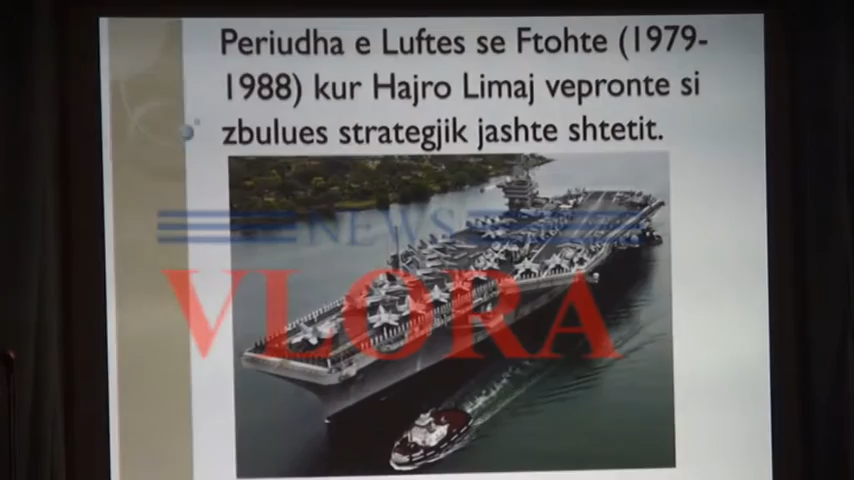 Periudha e Luftes se Ftohte (1979-
1988) kur Hajro Limaj vepronte si
zbulues strategjik jashte shtetit.
NEWS
VLORA